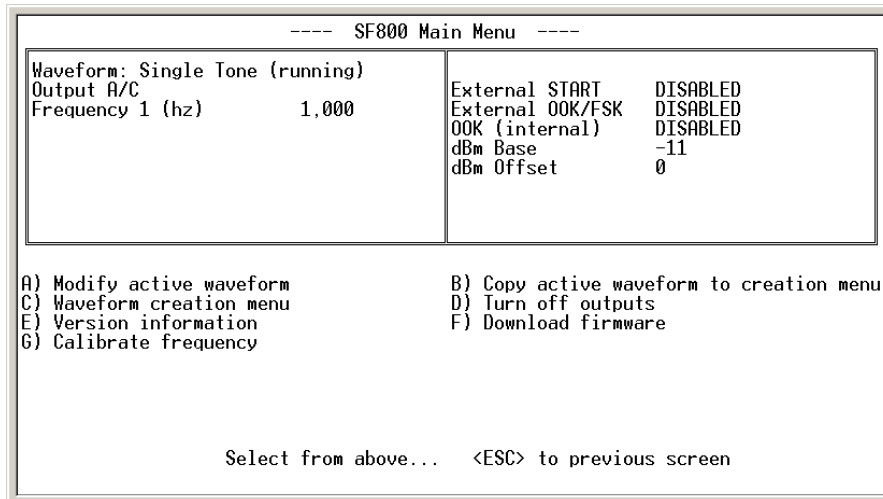 ---- SF800 Main Menu ----
Waveform: Single Tone (running)
Output A/C
Frequency 1 (hz) 1,000
External START DISABLED
External OOK/FSK DISABLED
OOK (internal) DISABLED
dBm Base -11
dBm Offset 0
A) Modify active waveform B) Copy active waveform to creation menu
C) Waveform creation menu D) Turn off outputs
E) Version information F) Download firmware
G) Calibrate frequency
Select from above... <ESC> to previous screen